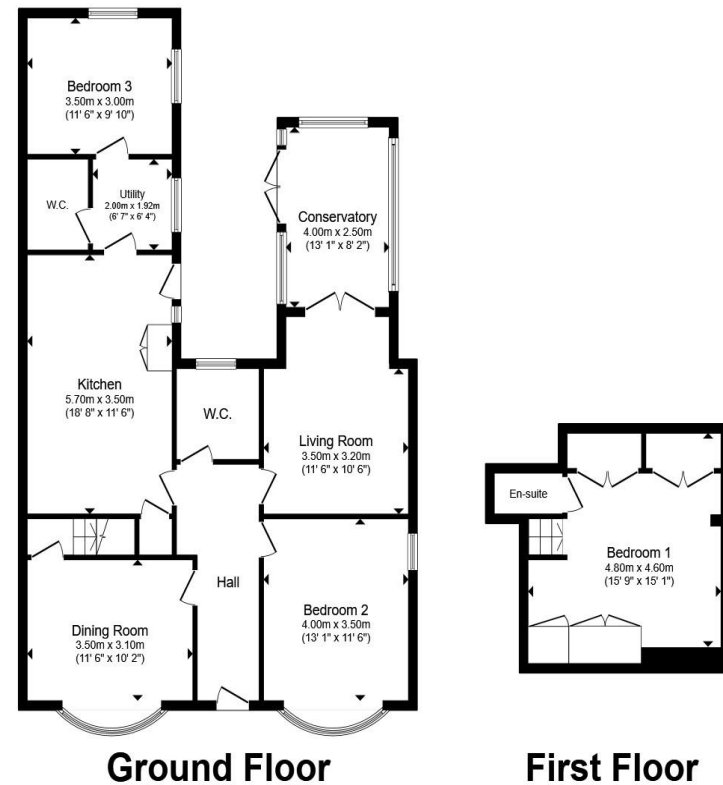 Bedroom 3
3.50m x 3.00m
(11' 6" x 9' 10")
W.C.
Utility
2.00m x 1.92m
(6' 7" x 6' 4")
Conservatory
4.00m x 2.50m
(13' 1" x 8' 2")
Kitchen
5.70m x 3.50m
(18' 8" x 11' 6")
W.C.
Living Room
3.50m x 3.20m
(11' 6" x 10' 6")
Hall
Dining Room
3.50m x 3.10m
(11' 6" x 10' 2")
Bedroom 2
4.00m x 3.50m
(13' 1" x 11' 6")
Ground Floor
En-suite
Bedroom 1
4.80m x 4.60m
(15' 9" x 15' 1")
First Floor